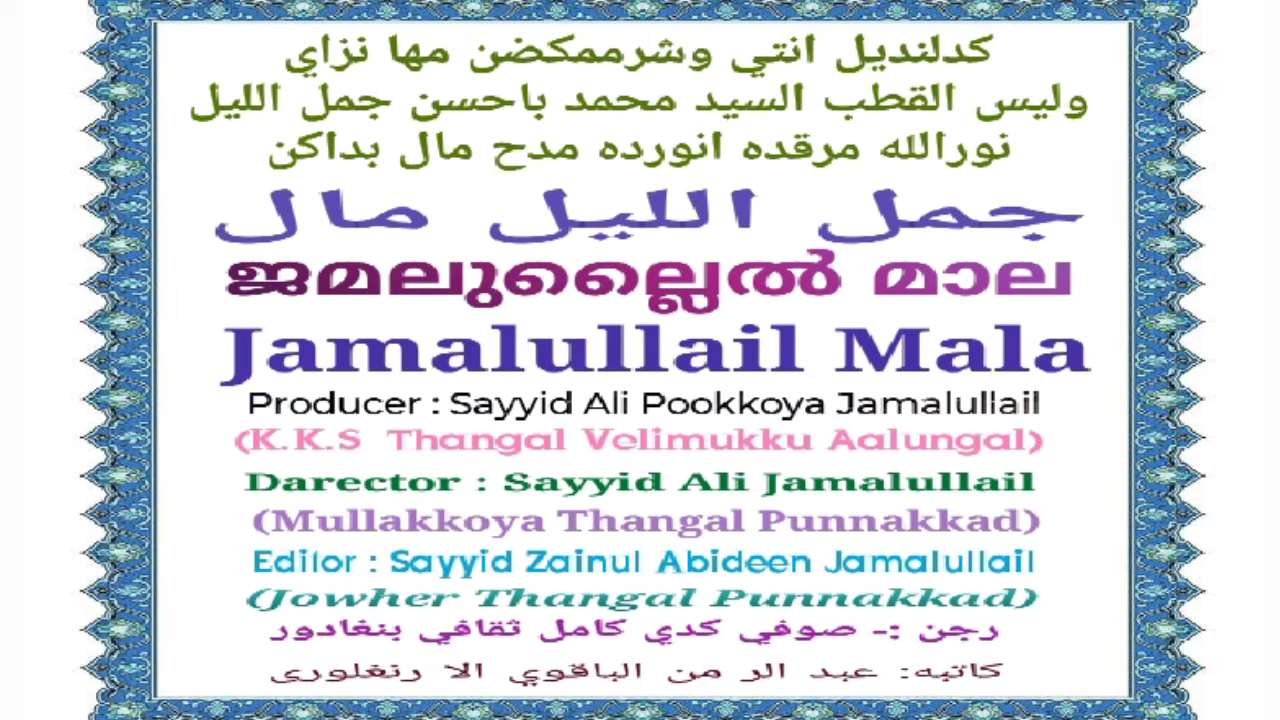 كدلنديل انتي وشرممكضن مها نزاي
وليس القطب السيد محمد باحسن جمل الليل
نورالله مرقده انورده مدح مال بداكن
جمل الليل مال
ജമലുല്ലൈൽ മാല
Jamalullail Mala
Producer : Sayyid Ali Pookkoya Jamalullail
(K.K.S Thangal Velimukku Aalungal)
Darector : Sayyid Ali Jamalullail
(Mullakkoya Thangal Punnakkad)
Editor : Sayyid Zainul Abideen Jamalullail
(Jowher Thangal Punnakkad)
رجن :- صوفي كدي كامل ثقافي بنغادور
كاتبه: عبد الر من الباقوي الا رنغلورى